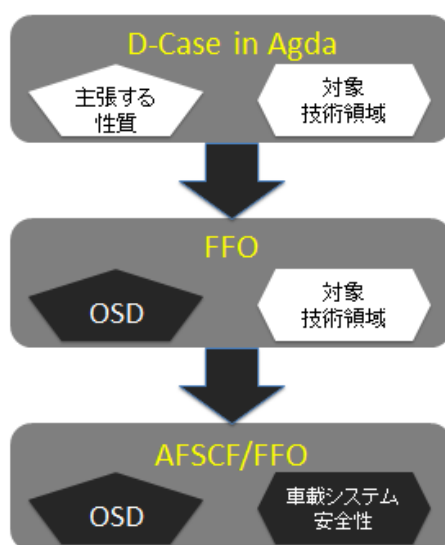 D-Case in Agda
主張する
性質
対象
技術領域
FFO
OSD
対象
技術領域
AFSCF/FFO
OSD
車載システム
安全性